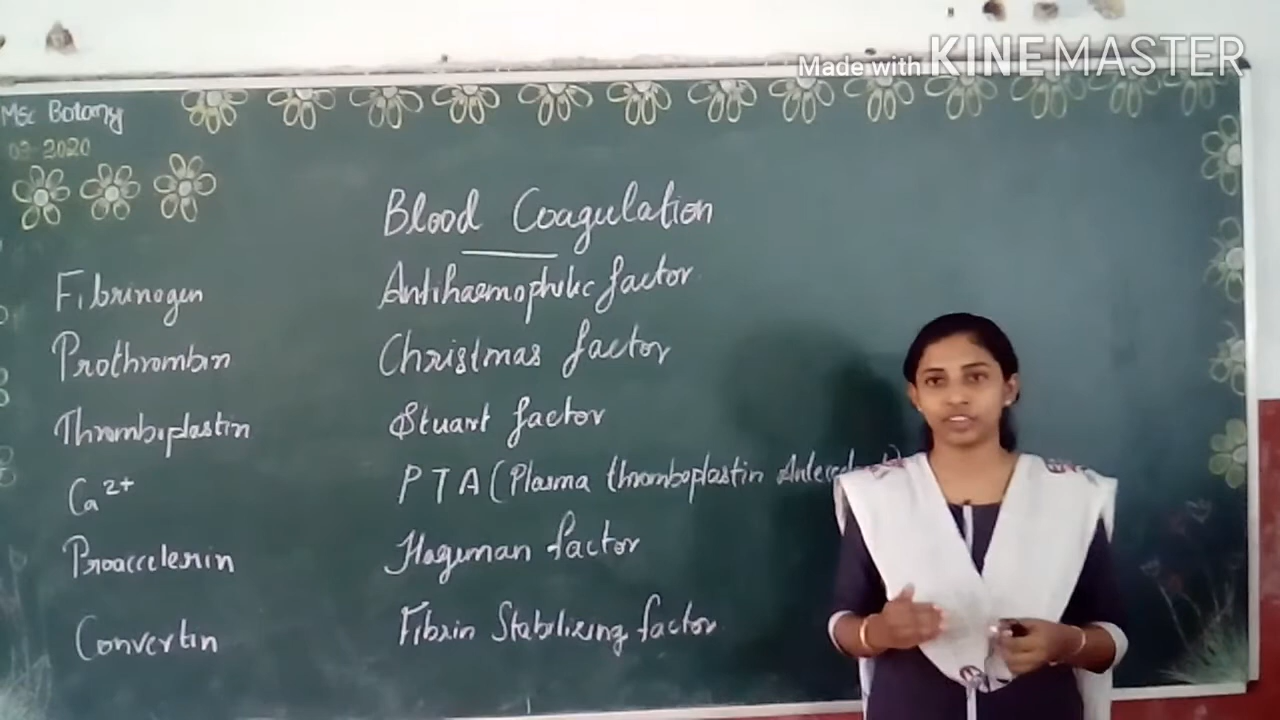 Made with KINEMASTER
MSc Botany
03-2020
Blood Coagulation
Fibrinogen
Prothrombin
Thromboplastin
Ca2+
Proaccelerin
Convertin
Antihaemophilic factor
Christmas factor
Stuart factor
PTA (Plasma thromboplastin
Hageman factor
Fibrin Stabilizing factor